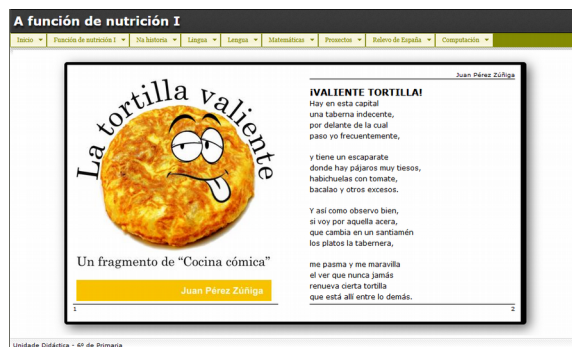 A función de nutrición I
Inicio Función de nutrición I Na historia Lingua Lengua Matemáticas Proxectos Relevo de España Computación
La tortilla valiente
Un fragmento de “Cocina cómica”
Juan Pérez Zúñiga
1
Juan Pérez Zúñiga
¡VALIENTE TORTILLA!
Hay en esta capital
una taberna indecente,
por delante de la cual
paso yo frecuentemente,
y tiene un escaparate
donde hay pájaros muy tiesos,
habichuelas con tomate,
bacalao y otros excesos.
Y asi como observo bien,
si voy por aquella acera,
que cambia en un santiamén
los platos la tabernera,
me pasma y me maravilla
el ver que nunca jamás
renueva cierta tortilla
que está allí entre lo demás.
2
Unidade Didáctica - 6º de Primaria